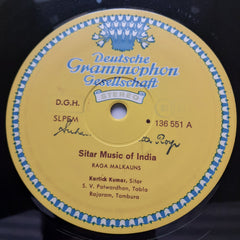 Deutsche
Grammophon
Gesellschaft
STEREO
D.G.H.
SLPEM
136 551 A
Sitar Music of India
RAGA MALKAUNS
Kartick Kumar, Sitar
S. V. Patwardhan, Tabla
Rajaram, Tambura